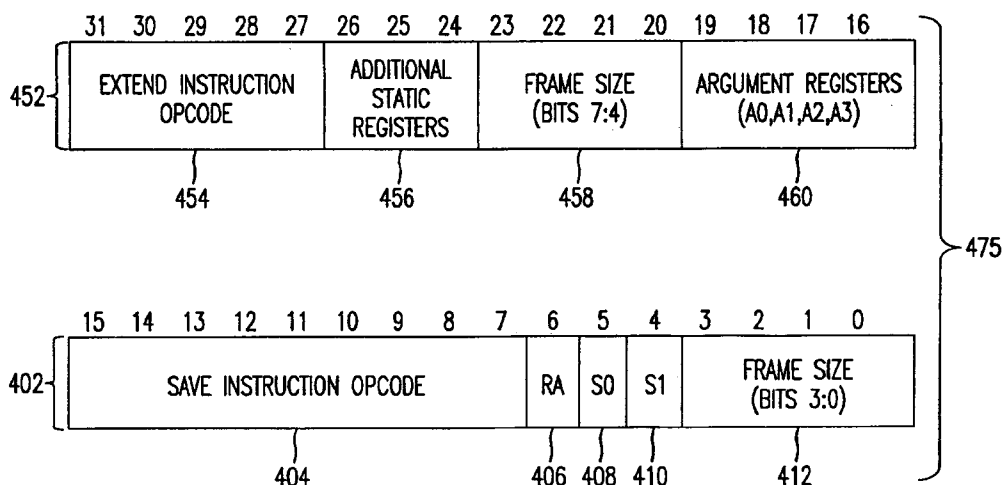 31 30 29 28 27 26 25 24 23 22 21 20 19 18 17 16
452
EXTEND INSTRUCTION
OPCODE
ADDITIONAL
STATIC
REGISTERS
FRAME SIZE
(BITS 7:4)
ARGUMENT REGISTERS
(A0,A1,A2,A3)
454
456
458
460
475
15 14 13 12 11 10 9 8 7 6 5 4 3 2 1 0
402
SAVE INSTRUCTION OPCODE
RA
S0
S1
FRAME SIZE
(BITS 3:0)
404
406
408
410
412